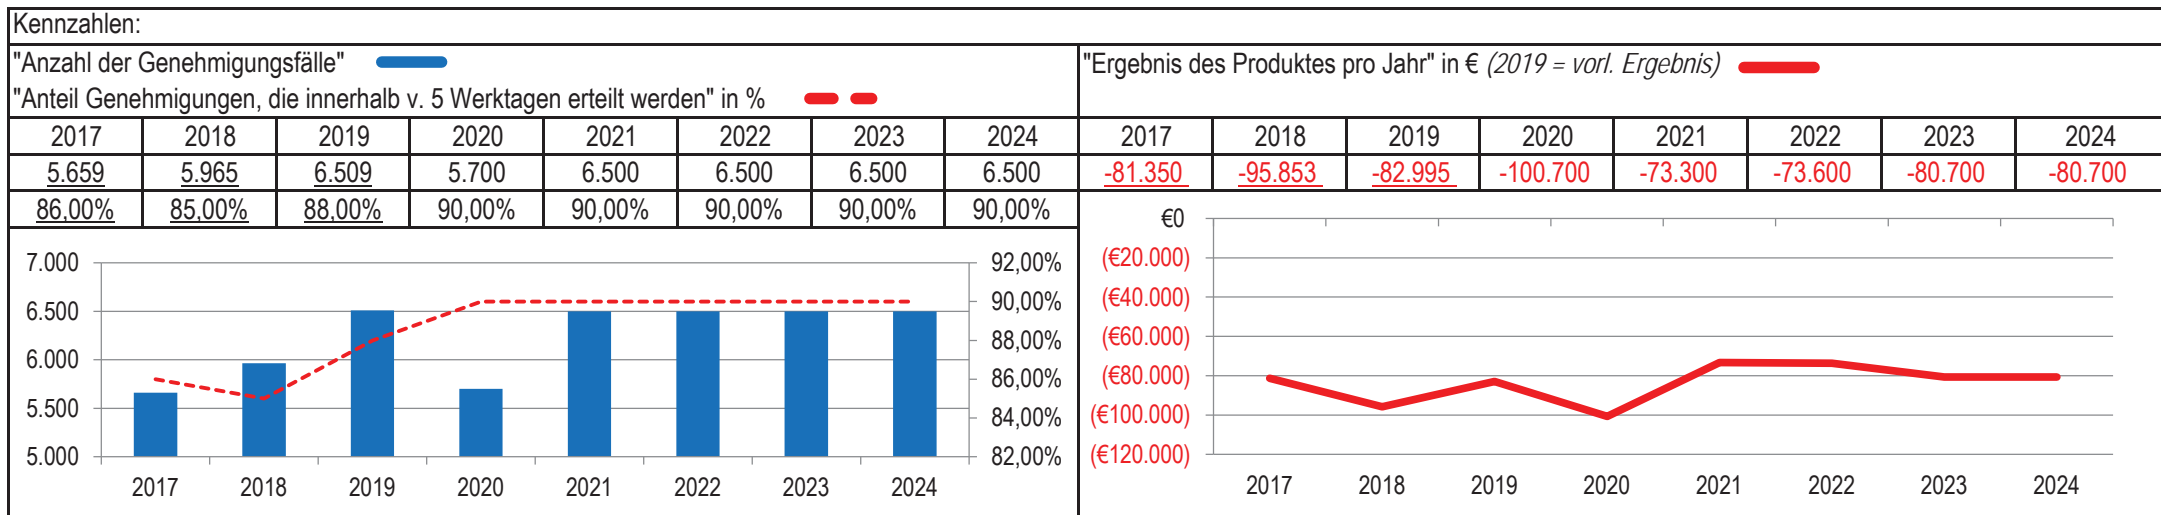 Kennzahlen:
"Anzahl der Genehmigungsfälle"
"Anteil Genehmigungen, die innerhalb v. 5 Werktagen erteilt werden" in %
2017 2018 2019 2020 2021 2022 2023 2024
5.659 5.965 6.509 5.700 6.500 6.500 6.500 6.500
86,00% 85,00% 88,00% 90,00% 90,00% 90,00% 90,00% 90,00%
7.000
6.500
6.000
5.500
5.000
92,00%
90,00%
88,00%
86,00%
84,00%
82,00%
2017 2018 2019 2020 2021 2022 2023 2024
"Ergebnis des Produktes pro Jahr" in € (2019 = vorl. Ergebnis)
2017 2018 2019 2020 2021 2022 2023 2024
-81.350 -95.853 -82.995 -100.700 -73.300 -73.600 -80.700 -80.700
€0
(€20.000)
(€40.000)
(€60.000)
(€80.000)
(€100.000)
(€120.000)
2017 2018 2019 2020 2021 2022 2023 2024